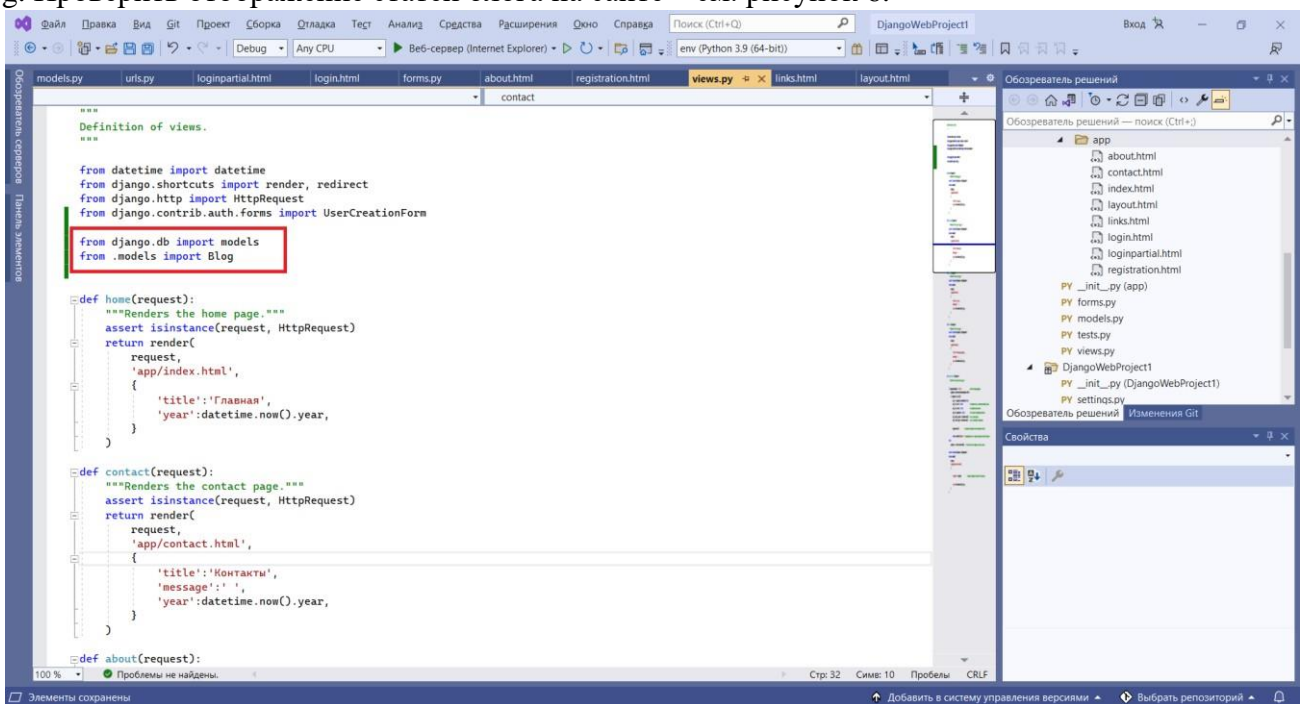 g. Проверить отображение статей блога на сайте – см. рисунок 8.
Файл Правка Вид Git Проект Сборка Отладка Тест Анализ Средства Расширения Окно Справка Поиск (Ctrl+Q) DjangoWebProject1 Вход
Debug Any CPU Веб-сервер (Internet Explorer) env (Python 3.9 (64-bit))
Обозреватель серверов Панель элементов
models.py urls.py loginpartial.html login.html forms.py about.html registration.html views.py links.html layout.html
contact
"""
Definition of views.
"""
from datetime import datetime
from django.shortcuts import render, redirect
from django.http import HttpRequest
from django.contrib.auth.forms import UserCreationForm
from django.db import models
from .models import Blog
def home(request):
"""Renders the home page."""
assert isinstance(request, HttpRequest)
return render(
request,
'app/index.html',
{
'title':'Главная',
'year':datetime.now().year,
}
)
def contact(request):
"""Renders the contact page."""
assert isinstance(request, HttpRequest)
return render(
request,
'app/contact.html',
{
'title':'Контакты',
'message':' ',
'year':datetime.now().year,
}
)
def about(request):
100 % Проблемы не найдены. Стр: 32 Симв: 10 Пробелы CRLF
Обозреватель решений
Обозреватель решений — поиск (Ctrl+;)
app
about.html
contact.html
index.html
layout.html
links.html
login.html
loginpartial.html
registration.html
PY __init__.py (app)
PY forms.py
PY models.py
PY tests.py
PY views.py
DjangoWebProject1
PY __init__.py (DjangoWebProject1)
PY settings.py
Обозреватель решений Изменения Git
Свойства
Элементы сохранены Добавить в систему управления версиями Выбрать репозиторий